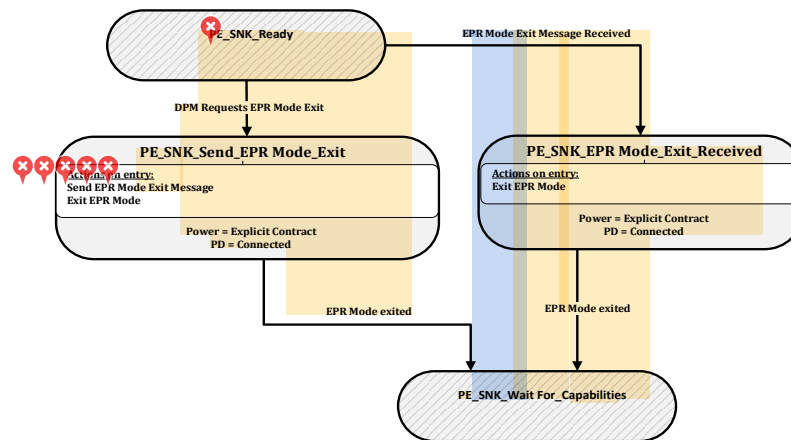 PE_SNK_Ready
EPR Mode Exit Message Received
DPM Requests EPR Mode Exit
PE_SNK_Send_EPR Mode_Exit
Actions on entry:
Send EPR Mode Exit Message
Exit EPR Mode
Power = Explicit Contract
PD = Connected
PE_SNK_EPR Mode_Exit_Received
Actions on entry:
Exit EPR Mode
Power = Explicit Contract
PD = Connected
EPR Mode exited
EPR Mode exited
PE_SNK_Wait For_Capabilities